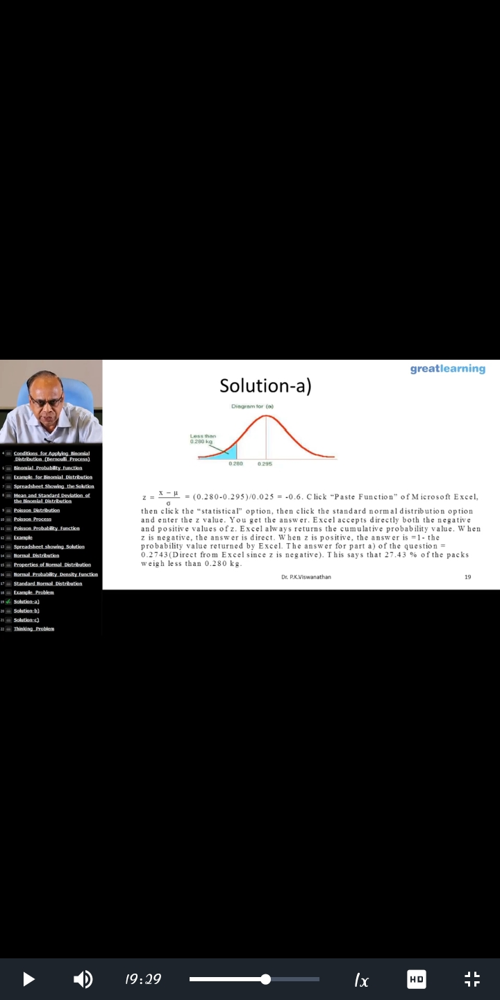 greatlearning
Solution-a)
Diagram for (a)
Less than
0.280 kg
0.280 0.295
z = x − μ / σ = (0.280-0.295)/0.025 = -0.6. Click “Paste Function” of Microsoft Excel,
then click the “statistical” option, then click the standard normal distribution option
and enter the z value. You get the answer. Excel accepts directly both the negative
and positive values of z. Excel always returns the cumulative probability value. When
z is negative, the answer is direct. When z is positive, the answer is =1- the
probability value returned by Excel. The answer for part a) of the question =
0.2743(Direct from Excel since z is negative). This says that 27.43 % of the packs
weigh less than 0.280 kg.
Dr. P.K.Viswanathan 19
4 Conditions for Applying Binomial
Distribution (Bernoulli Process)
5 Binomial Probability Function
6 Example for Binomial Distribution
7 Spreadsheet Showing the Solution
8 Mean and Standard Deviation of
the Binomial Distribution
9 Poisson Distribution
10 Poisson Process
11 Poisson Probability Function
12 Example
13 Spreadsheet showing Solution
14 Normal Distribution
15 Properties of Normal Distribution
16 Normal Probability Density Function
17 Standard Normal Distribution
18 Example Problem
19 Solution-a)
20 Solution-b)
21 Solution-c)
22 Thinking Problem
19:29 1x HD